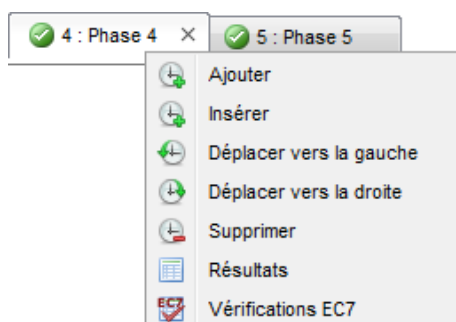 4 : Phase 4 5 : Phase 5
Ajouter
Insérer
Déplacer vers la gauche
Déplacer vers la droite
Supprimer
Résultats
EC7 Vérifications EC7